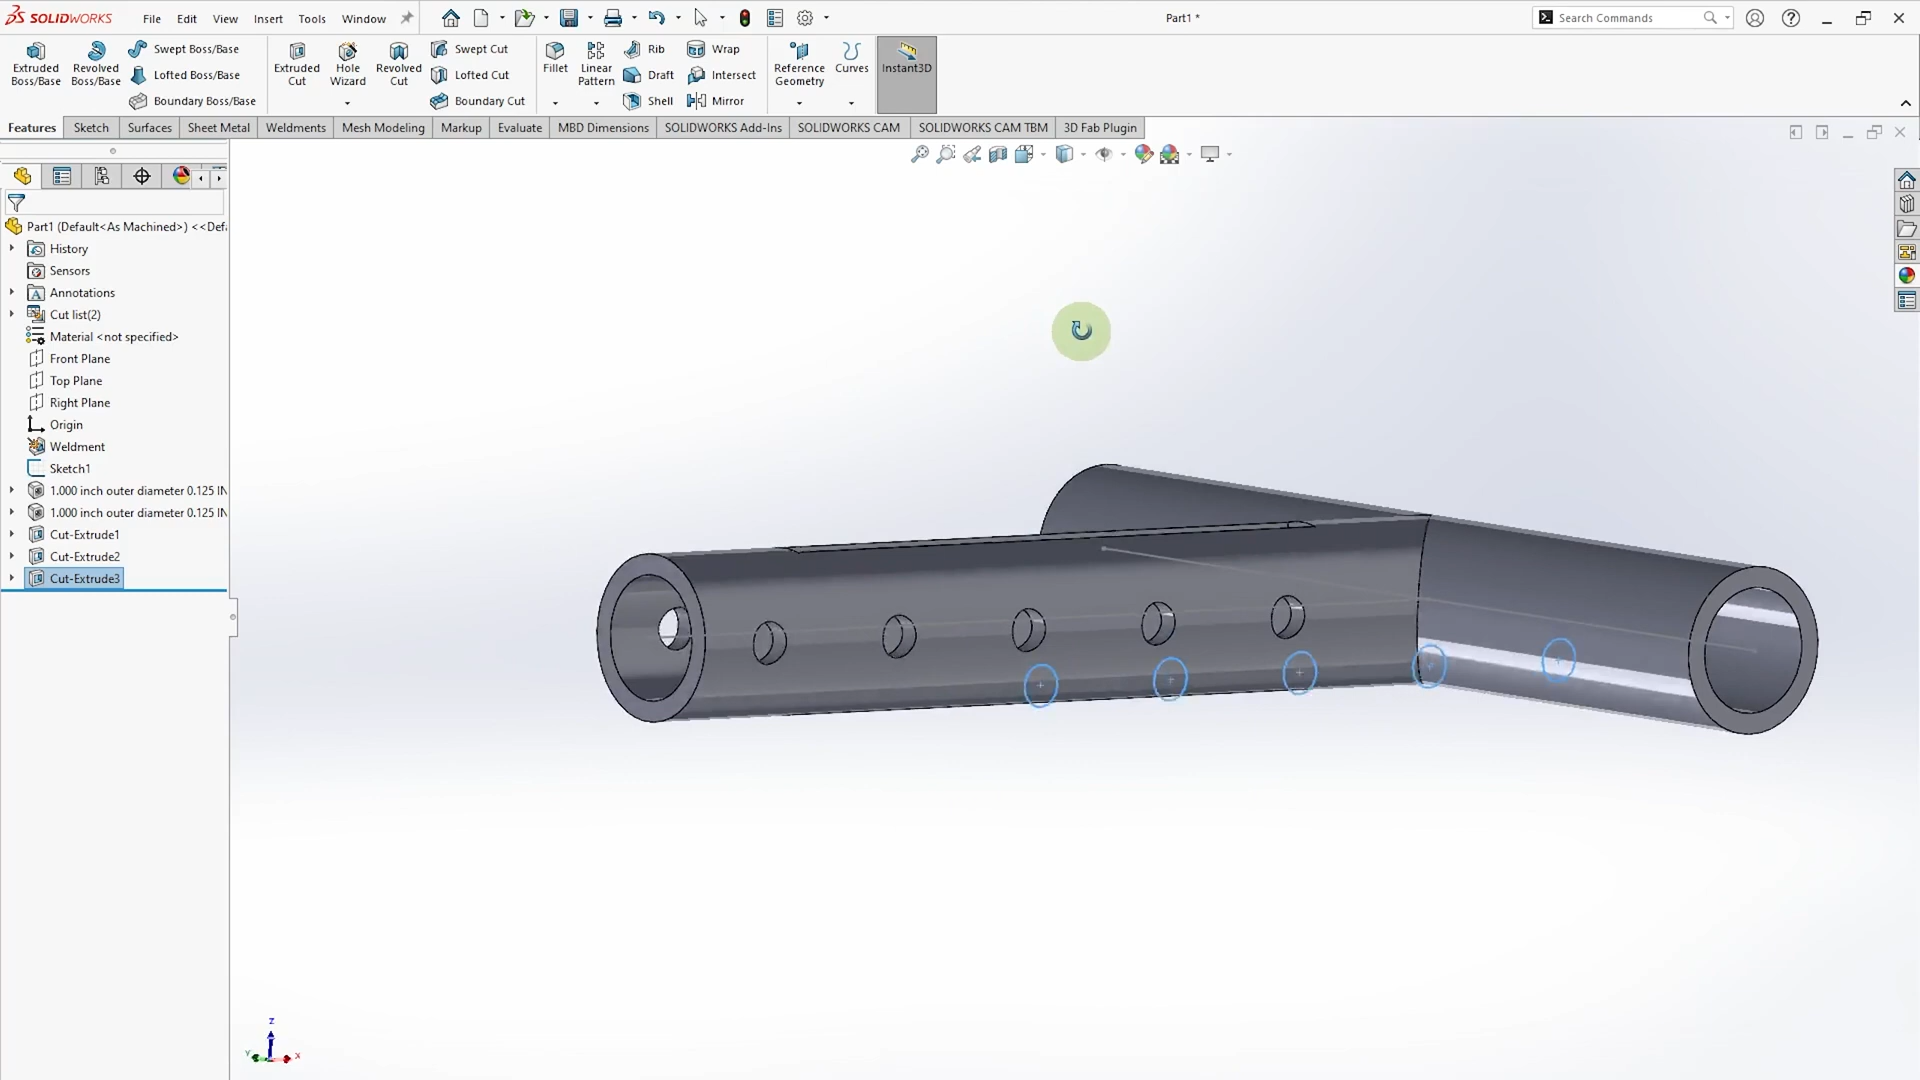 SOLIDWORKS File Edit View Insert Tools Window Part1 * Search Commands
Extruded Boss/Base Revolved Boss/Base Swept Boss/Base Lofted Boss/Base Boundary Boss/Base Extruded Cut Hole Wizard Revolved Cut Swept Cut Lofted Cut Boundary Cut Fillet Linear Pattern Rib Draft Shell Wrap Intersect Mirror Reference Geometry Curves Instant3D
Features Sketch Surfaces Sheet Metal Weldments Mesh Modeling Markup Evaluate MBD Dimensions SOLIDWORKS Add-Ins SOLIDWORKS CAM SOLIDWORKS CAM TBM 3D Fab Plugin
Part1 (Default<As Machined>) <<Def
History
Sensors
Annotations
Cut list(2)
Material <not specified>
Front Plane
Top Plane
Right Plane
Origin
Weldment
Sketch1
1.000 inch outer diameter 0.125 IN
1.000 inch outer diameter 0.125 IN
Cut-Extrude1
Cut-Extrude2
Cut-Extrude3
Z
Y X